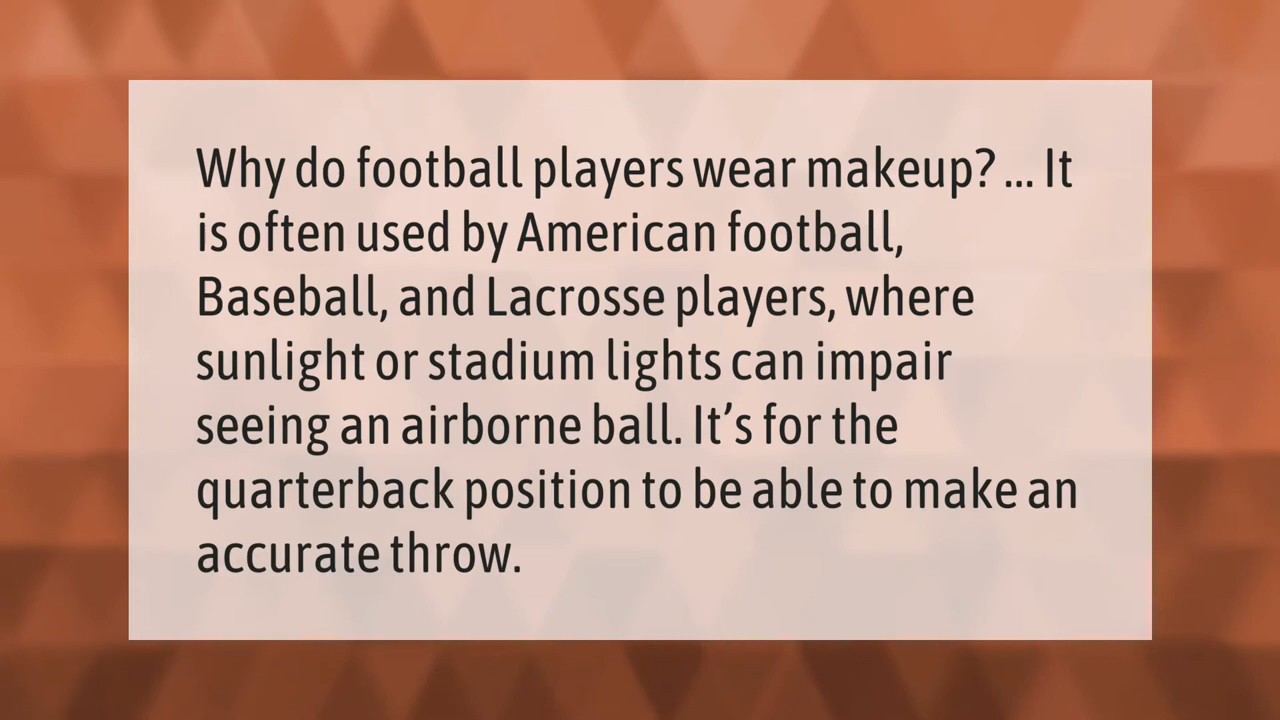 Why do football players wear makeup? ... It
is often used by American football,
Baseball, and Lacrosse players, where
sunlight or stadium lights can impair
seeing an airborne ball. It’s for the
quarterback position to be able to make an
accurate throw.